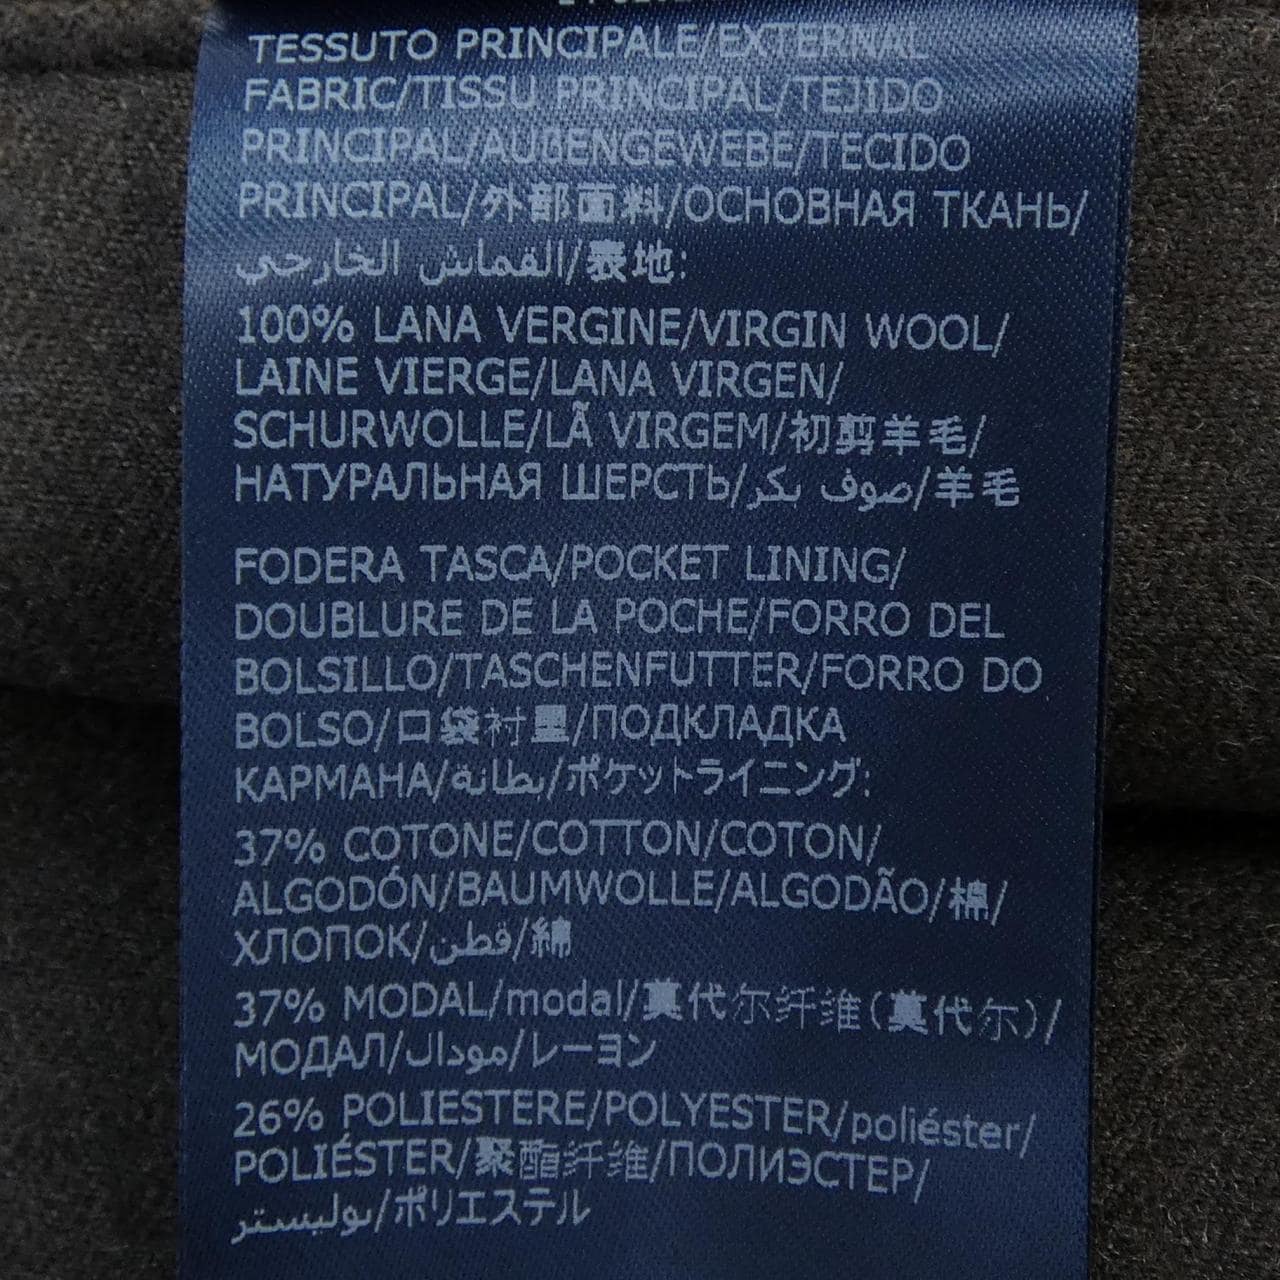 TESSUTO PRINCIPALE/EXTERNAL
FABRIC/TISSU PRINCIPAL/TEJIDO
PRINCIPAL/AUßENGEWEBE/TECIDO
PRINCIPAL/外部面料/ОСНОВНАЯ ТКАНЬ/
القماش الخارجي/表地:
100% LANA VERGINE/VIRGIN WOOL/
LAINE VIERGE/LANA VIRGEN/
SCHURWOLLE/LÃ VIRGEM/初剪羊毛/
НАТУРАЛЬНАЯ ШЕРСТЬ/صوف بكر/羊毛
FODERA TASCA/POCKET LINING/
DOUBLURE DE LA POCHE/FORRO DEL
BOLSILLO/TASCHENFUTTER/FORRO DO
BOLSO/口袋衬里/ПОДКЛАДКА
КАРМАНА/بطانة/ポケットライニング:
37% COTONE/COTTON/COTON/
ALGODÓN/BAUMWOLLE/ALGODÃO/棉/
ХЛОПОК/قطن/綿
37% MODAL/modal/莫代尔纤维(莫代尔)/
МОДАЛ/مودال/レーヨン
26% POLIESTERE/POLYESTER/poliéster/
POLIÉSTER/聚酯纤维/ПОЛИЭСТЕР/
بوليستر/ポリエステル